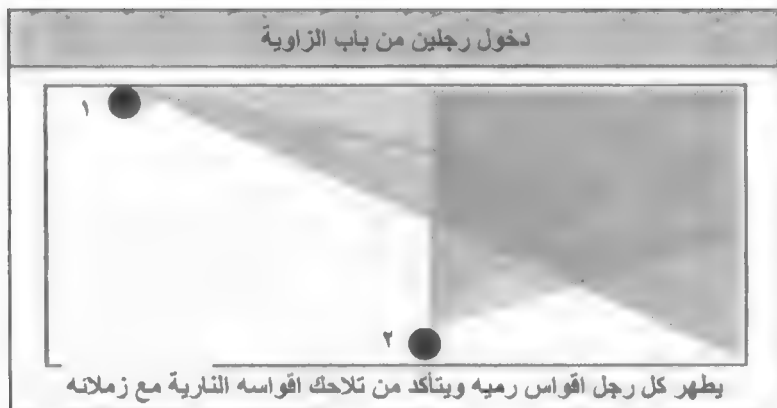 دخول رجلين من باب الزاوية
١
٢
يطهر كل رجل اقواس رميه ويتأكد من تلاحك اقواسه النارية مع زملائه